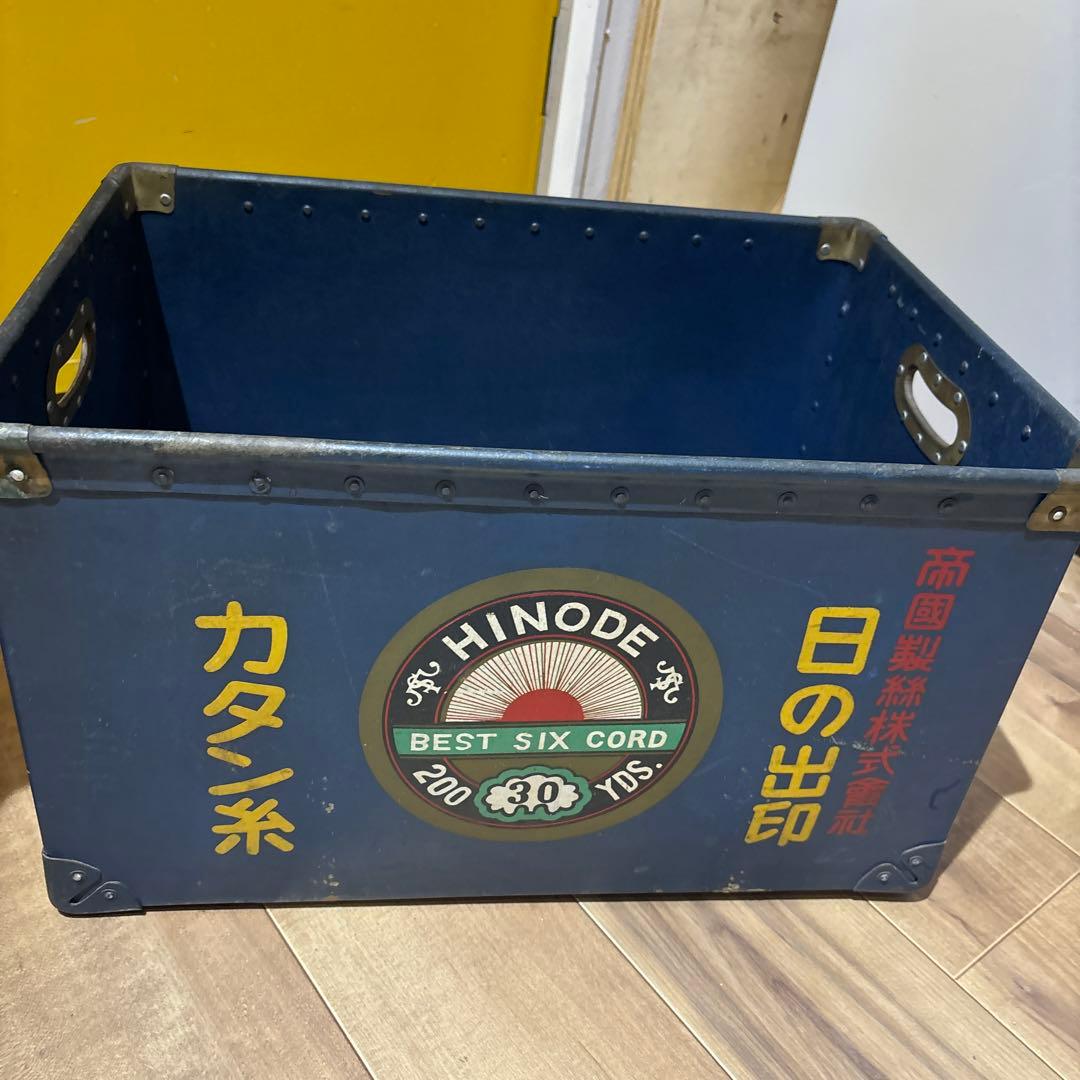 帝國製絲株式會社
日の出印
HINODE
BEST SIX CORD
200 30 YDS.
カタン糸